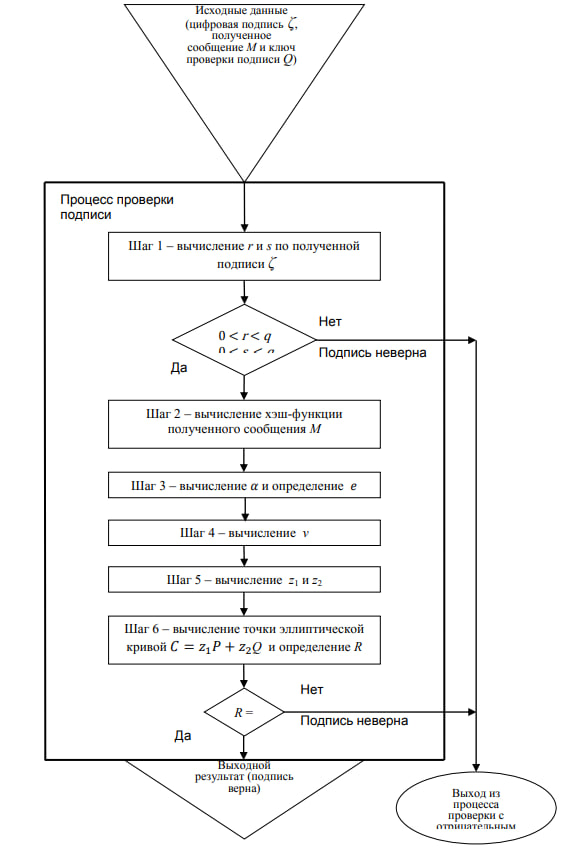 Исходные данные
(цифровая подпись ζ,
полученное
сообщение M и ключ
проверки подписи Q)
Процесс проверки
подписи
Шаг 1 – вычисление r и s по полученной
подписи ζ
0 < r < q
0 < s < q
Нет
Подпись неверна
Да
Шаг 2 – вычисление хэш-функции
полученного сообщения M
Шаг 3 – вычисление α и определение e
Шаг 4 – вычисление v
Шаг 5 – вычисление z₁ и z₂
Шаг 6 – вычисление точки эллиптической
кривой C = z₁P + z₂Q и определение R
R =
Нет
Подпись неверна
Да
Выходной
результат (подпись
верна)
Выход из
процесса
проверки с
отрицательным